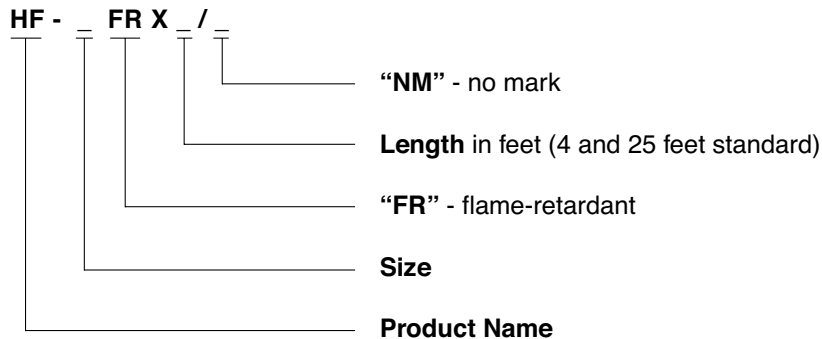 HF - _ FR X _ / _
“NM” - no mark
Length in feet (4 and 25 feet standard)
“FR” - flame-retardant
Size
Product Name